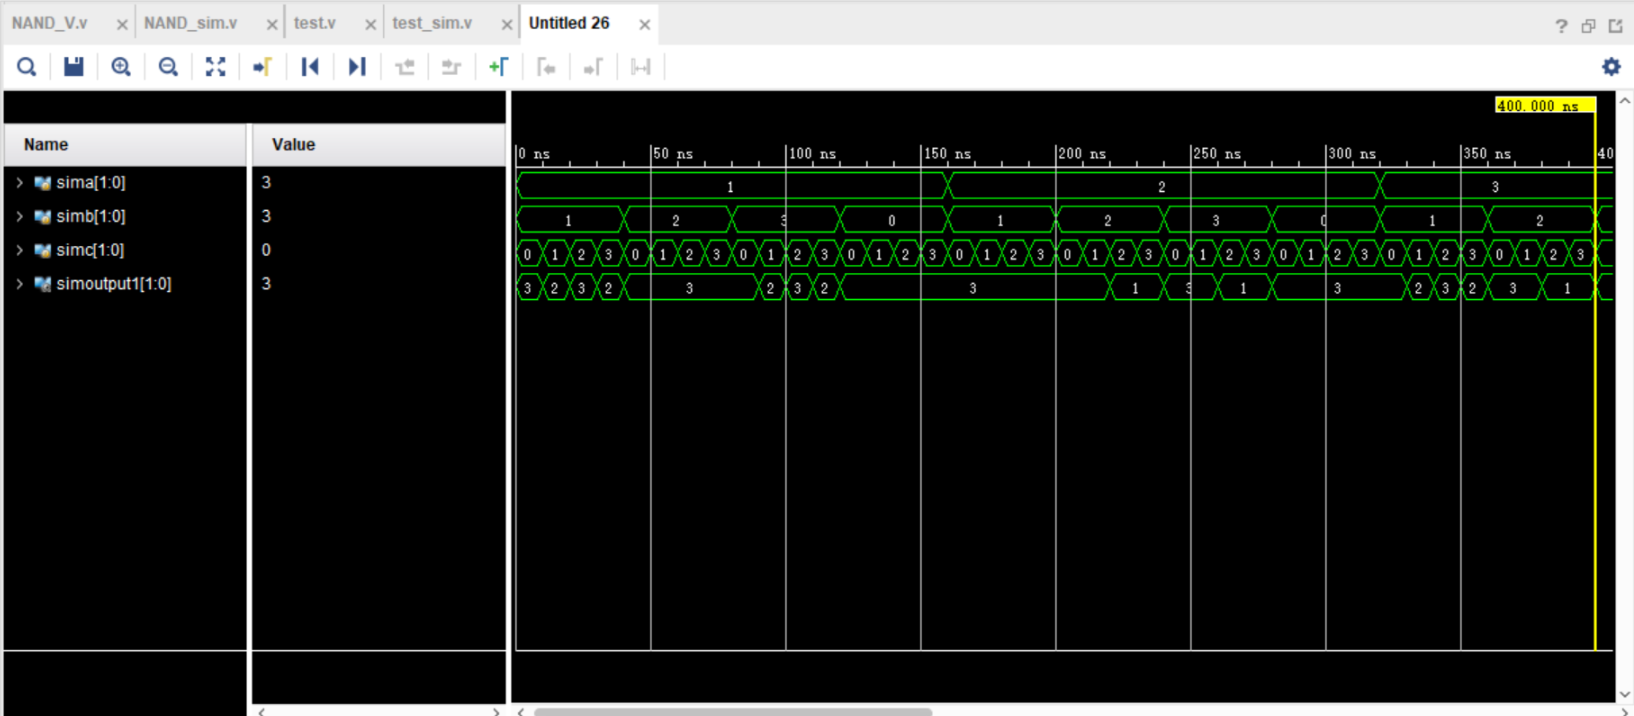 NAND_V.v NAND_sim.v test.v test_sim.v Untitled 26
400.000 ns
Name Value
0 ns 50 ns 100 ns 150 ns 200 ns 250 ns 300 ns 350 ns 40
sima[1:0] 3 1 2 3
simb[1:0] 3 1 2 3 0 1 2 3 0 1 2
simc[1:0] 0 0 1 2 3 0 1 2 3 0 1 2 3 0 1 2 3 0 1 2 3 0 1 2 3 0 1 2 3 0 1 2 3 0 1 2 3 0 1 2 3
simoutput1[1:0] 3 3 2 3 2 3 2 3 2 3 1 3 1 3 2 3 2 3 1